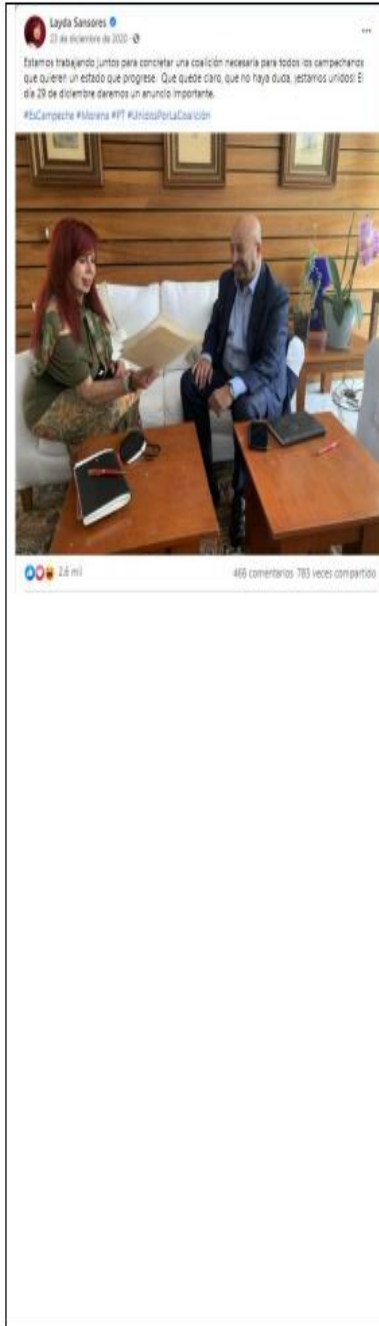 Layda Sansores
23 de diciembre de 2020
Estamos trabajando juntos para concretar una coalición necesaria para todos los campechanos
que quieren un estado que progrese. Que quede claro, que no haya duda, ¡estamos unidos! El
día 29 de diciembre daremos un anuncio importante.
#EsCampeche #Morena #PT #UnidosPorLaCoalición
2.6 mil
466 comentarios 783 veces compartido